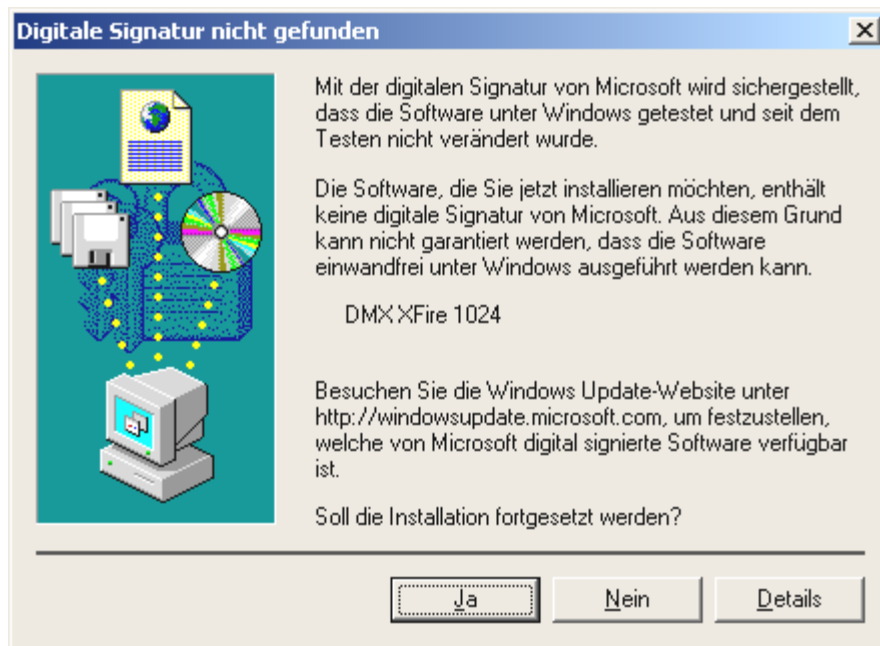 Digitale Signatur nicht gefunden
Mit der digitalen Signatur von Microsoft wird sichergestellt,
dass die Software unter Windows getestet und seit dem
Testen nicht verändert wurde.
Die Software, die Sie jetzt installieren möchten, enthält
keine digitale Signatur von Microsoft. Aus diesem Grund
kann nicht garantiert werden, dass die Software
einwandfrei unter Windows ausgeführt werden kann.
DMX XFire 1024
Besuchen Sie die Windows Update-Website unter
http://windowsupdate.microsoft.com, um festzustellen,
welche von Microsoft digital signierte Software verfügbar
ist.
Soll die Installation fortgesetzt werden?
Ja
Nein
Details